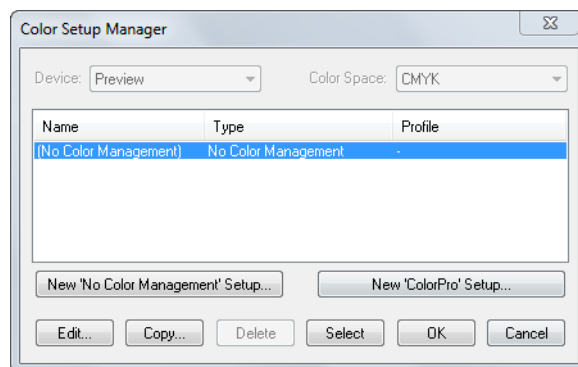 Color Setup Manager
Device: Preview Color Space: CMYK
Name Type Profile
(No Color Management) No Color Management -
New 'No Color Management' Setup... New 'ColorPro' Setup...
Edit... Copy... Delete Select OK Cancel